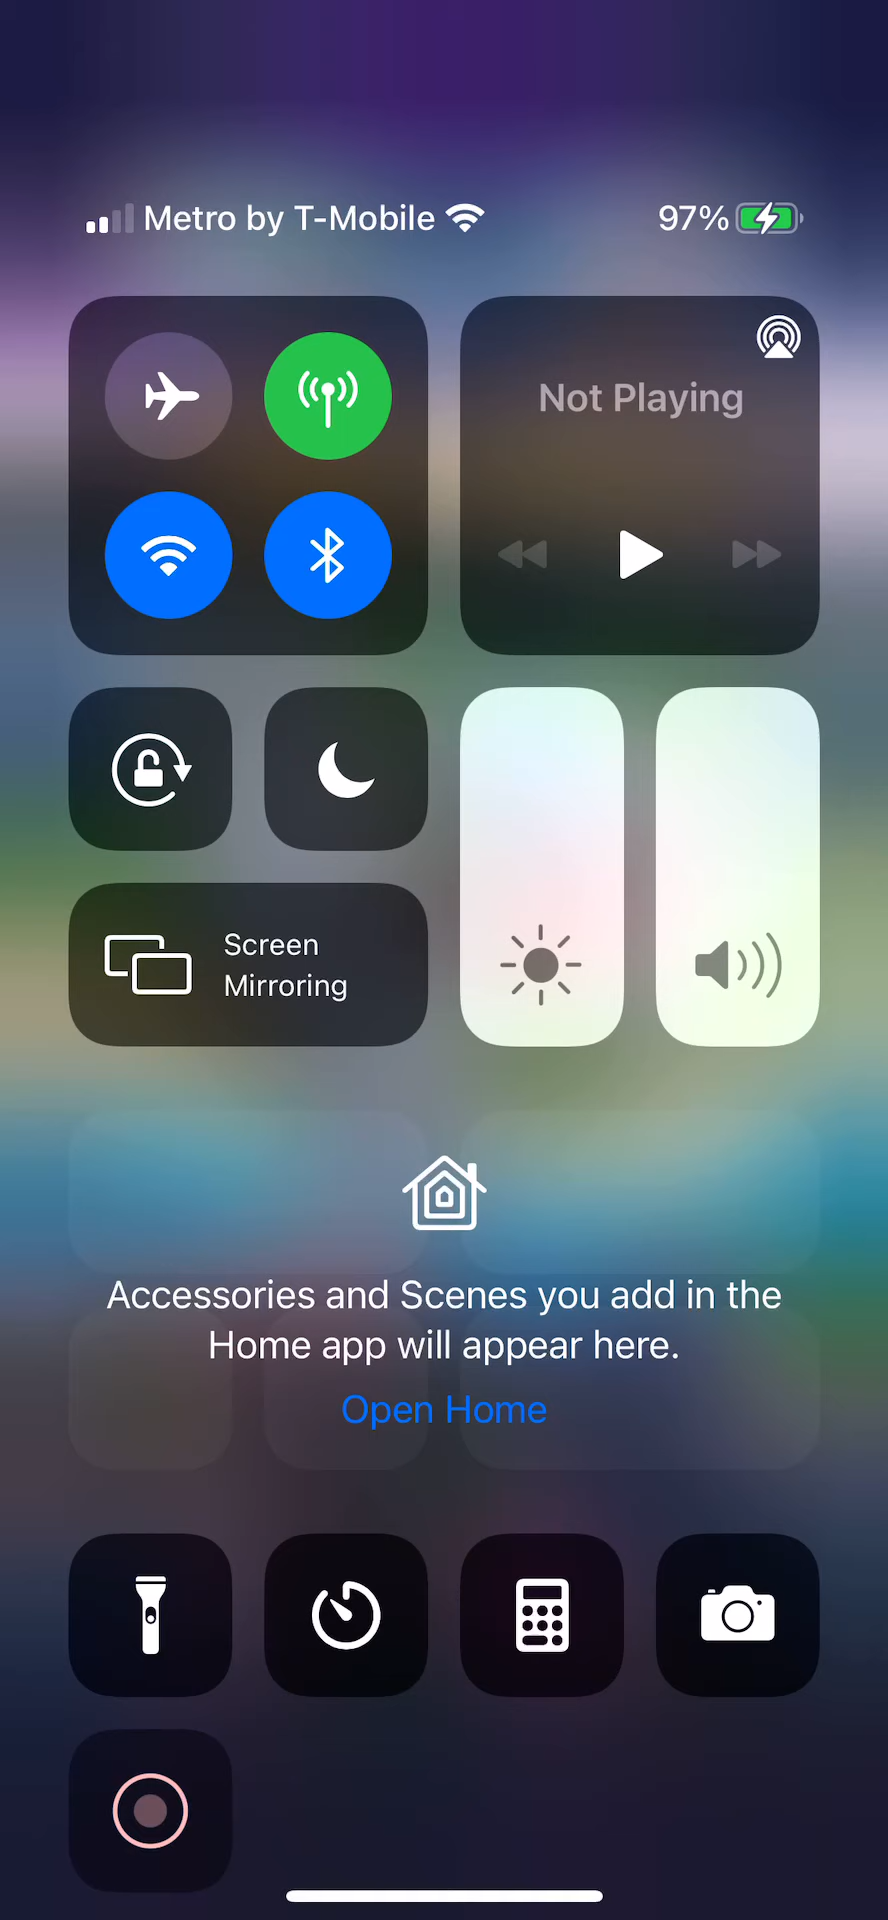 Metro by T-Mobile
97%
Not Playing
Screen
Mirroring
Accessories and Scenes you add in the
Home app will appear here.
Open Home